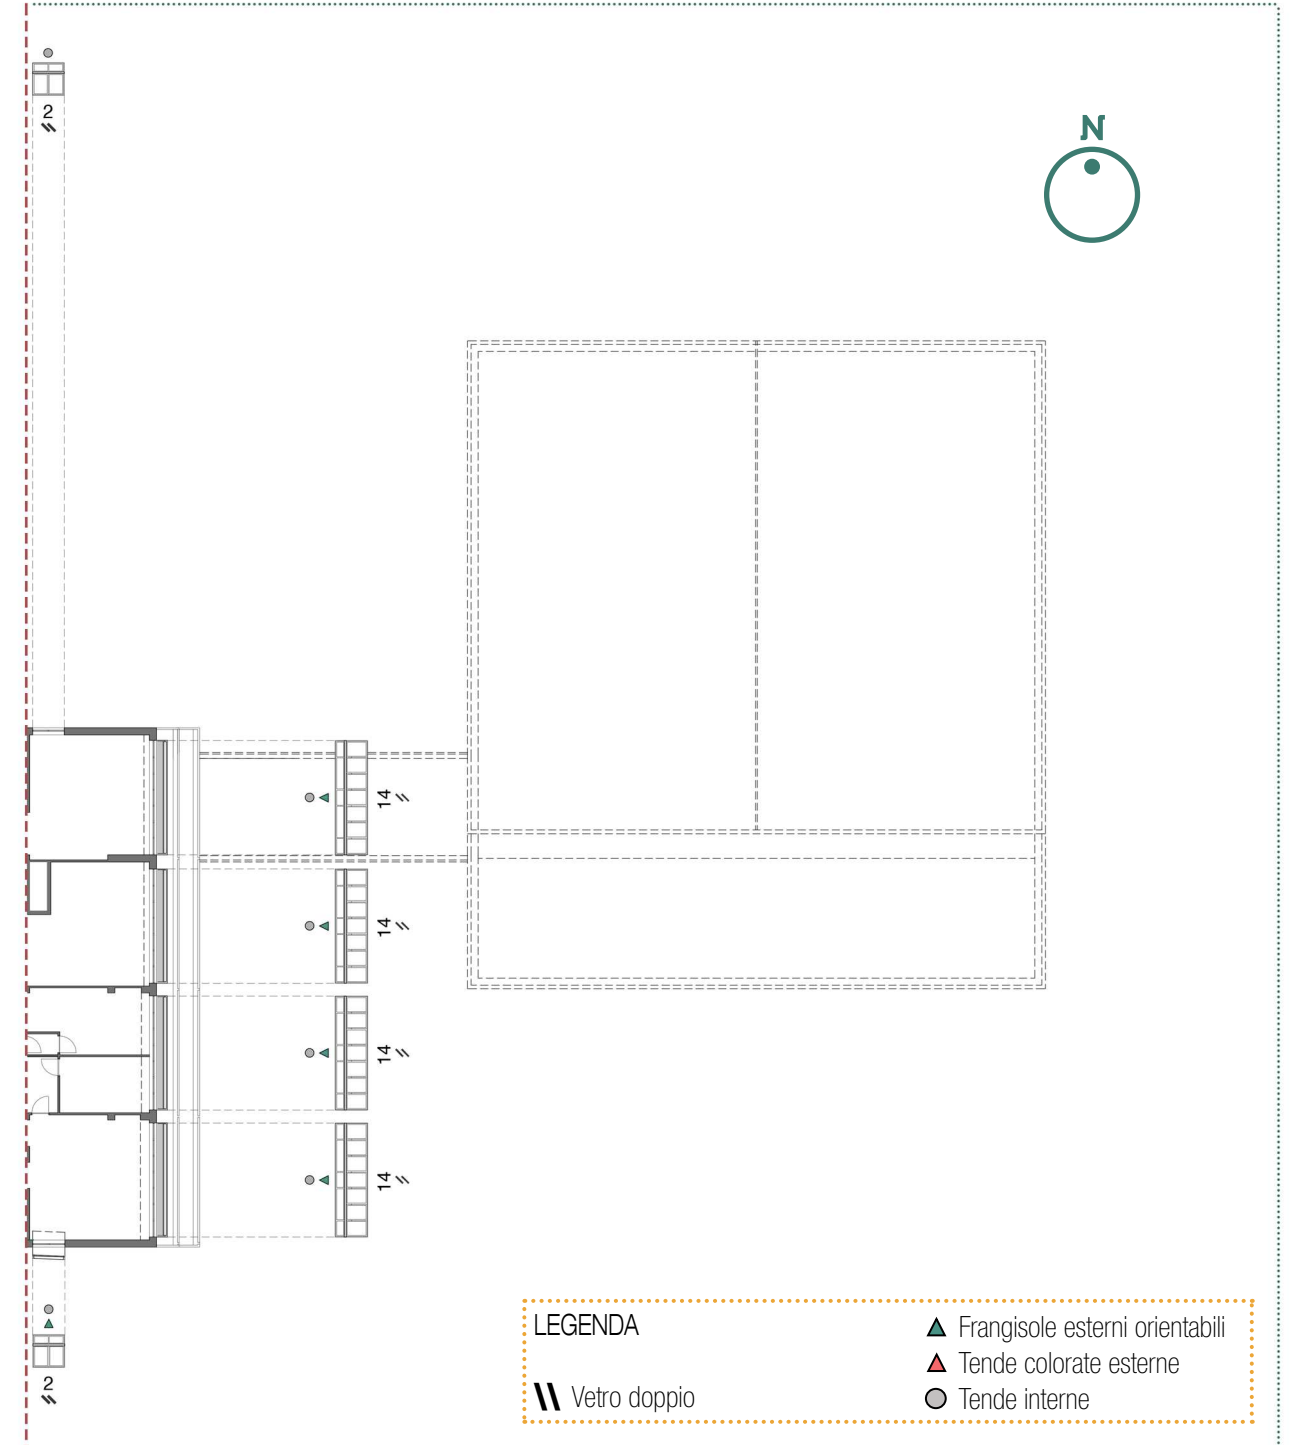 2
N
14
14
14
14
2
LEGENDA
Vetro doppio
Frangisole esterni orientabili
Tende colorate esterne
Tende interne